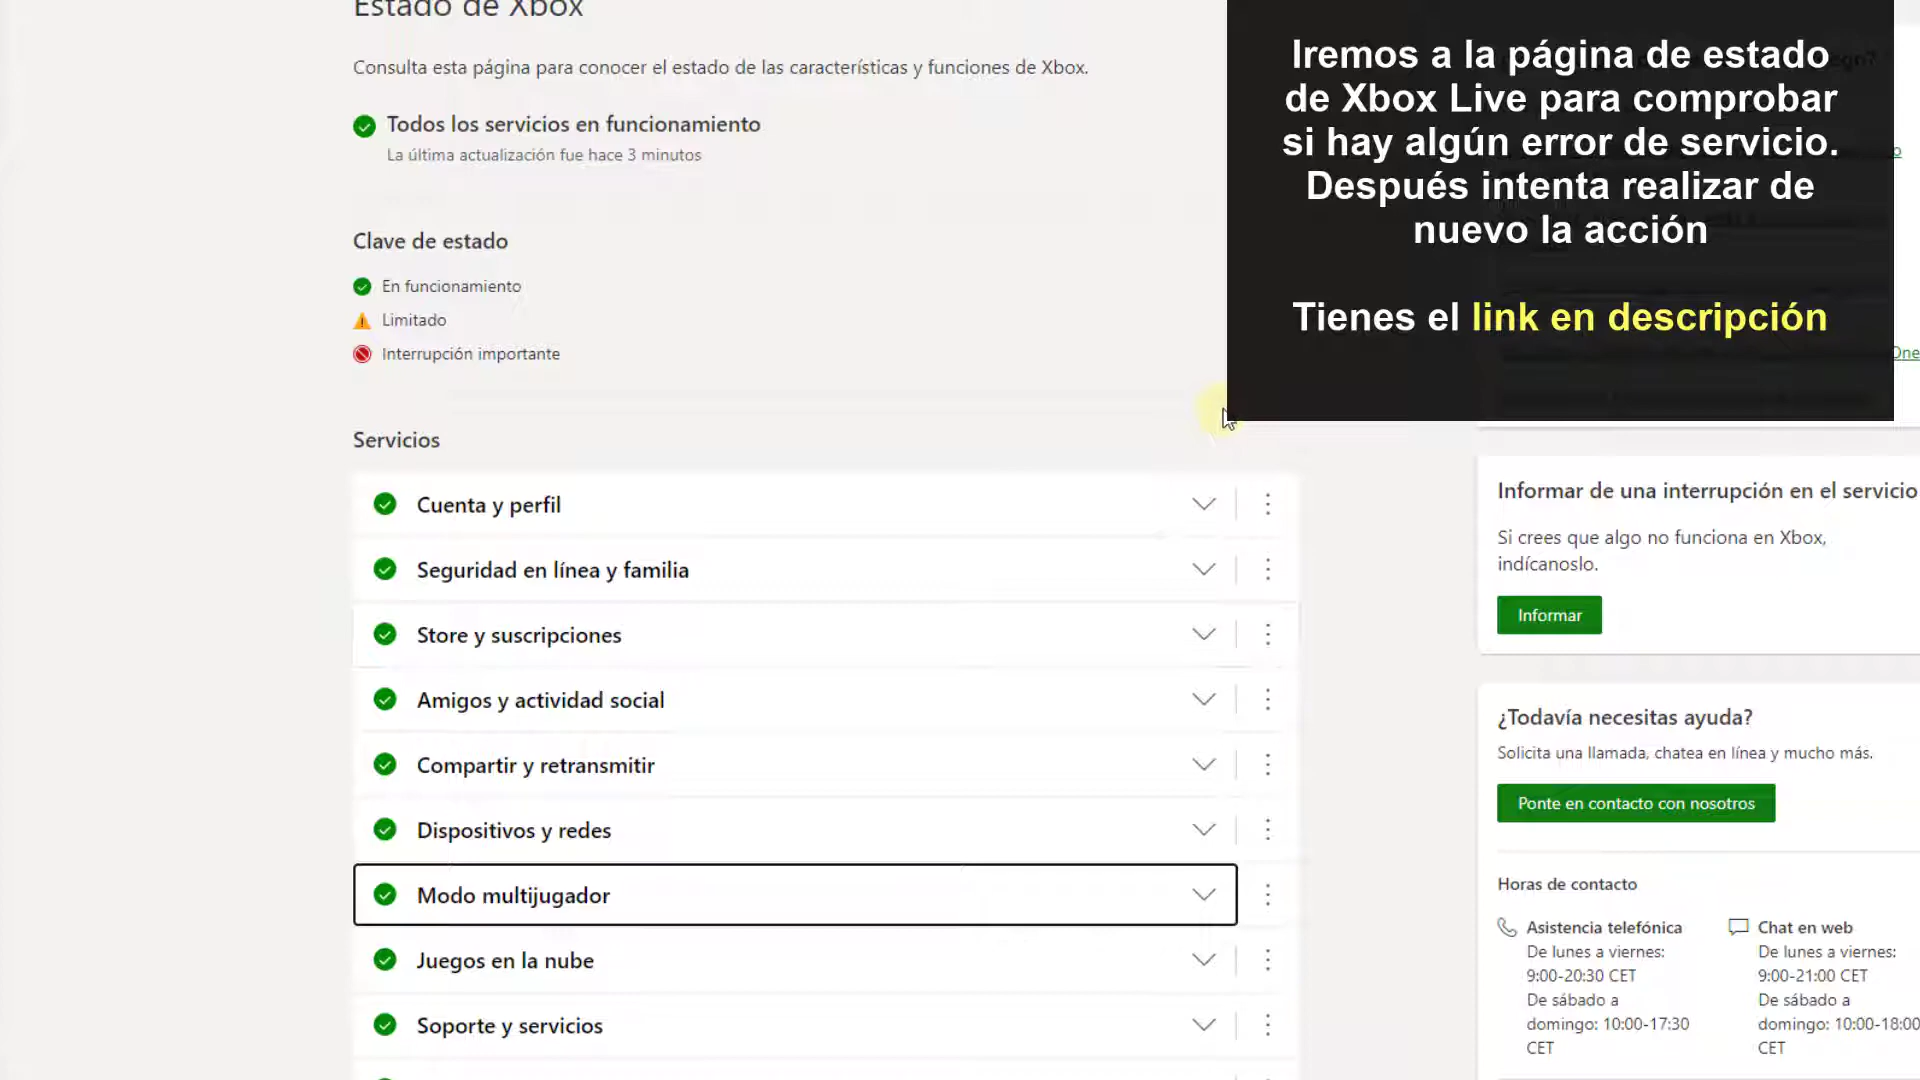 Estado de Xbox
Consulta esta página para conocer el estado de las características y funciones de Xbox.
Todos los servicios en funcionamiento
La última actualización fue hace 3 minutos
Clave de estado
En funcionamiento
Limitado
Interrupción importante
Servicios
Cuenta y perfil
Seguridad en línea y familia
Store y suscripciones
Amigos y actividad social
Compartir y retransmitir
Dispositivos y redes
Modo multijugador
Juegos en la nube
Soporte y servicios
Iremos a la página de estado
de Xbox Live para comprobar
si hay algún error de servicio.
Después intenta realizar de
nuevo la acción
Tienes el link en descripción
One
Informar de una interrupción en el servicio
Si crees que algo no funciona en Xbox,
indícanoslo.
Informar
¿Todavía necesitas ayuda?
Solicita una llamada, chatea en línea y mucho más.
Ponte en contacto con nosotros
Horas de contacto
Asistencia telefónica
De lunes a viernes:
9:00-20:30 CET
De sábado a
domingo: 10:00-17:30
CET
Chat en web
De lunes a viernes:
9:00-21:00 CET
De sábado a
domingo: 10:00-18:00
CET